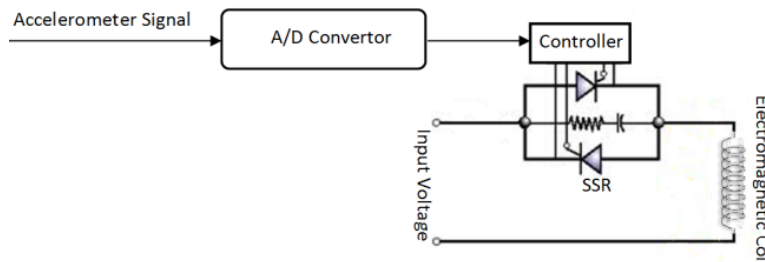 Accelerometer Signal
A/D Convertor
Controller
SSR
Input Voltage
Electromagnetic Coi